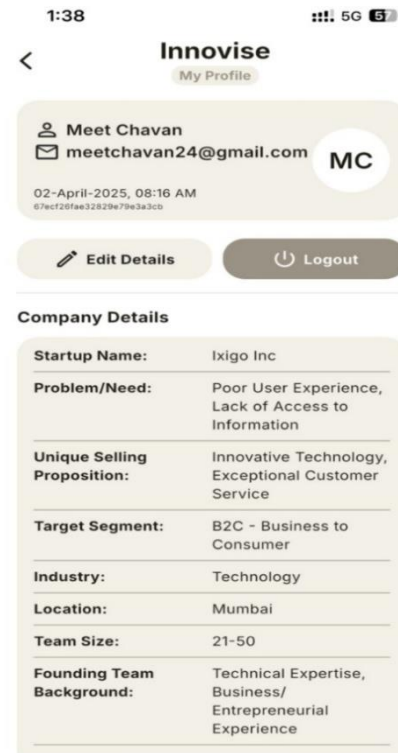 1:38
5G 57
Innovise
My Profile
Meet Chavan
meetchavan24@gmail.com
MC
02-April-2025, 08:16 AM
67ecf26fae32829e79e3a3cb
Edit Details
Logout
Company Details
Startup Name: Ixigo Inc
Problem/Need: Poor User Experience,
Lack of Access to
Information
Unique Selling Innovative Technology,
Proposition: Exceptional Customer
Service
Target Segment: B2C - Business to
Consumer
Industry: Technology
Location: Mumbai
Team Size: 21-50
Founding Team Technical Expertise,
Background: Business/
Entrepreneurial
Experience